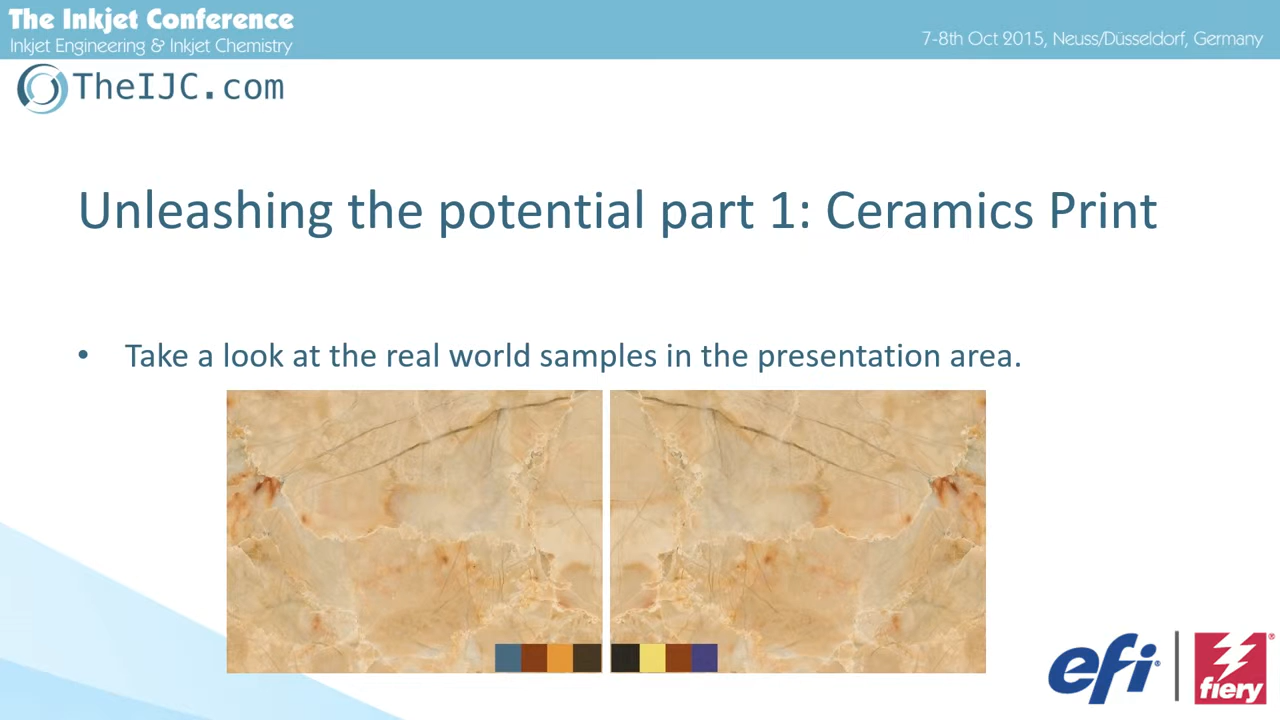 The Inkjet Conference
Inkjet Engineering & Inkjet Chemistry
7-8th Oct 2015, Neuss/Düsseldorf, Germany
TheIJC.com
Unleashing the potential part 1: Ceramics Print
• Take a look at the real world samples in the presentation area.
efi®
fiery®